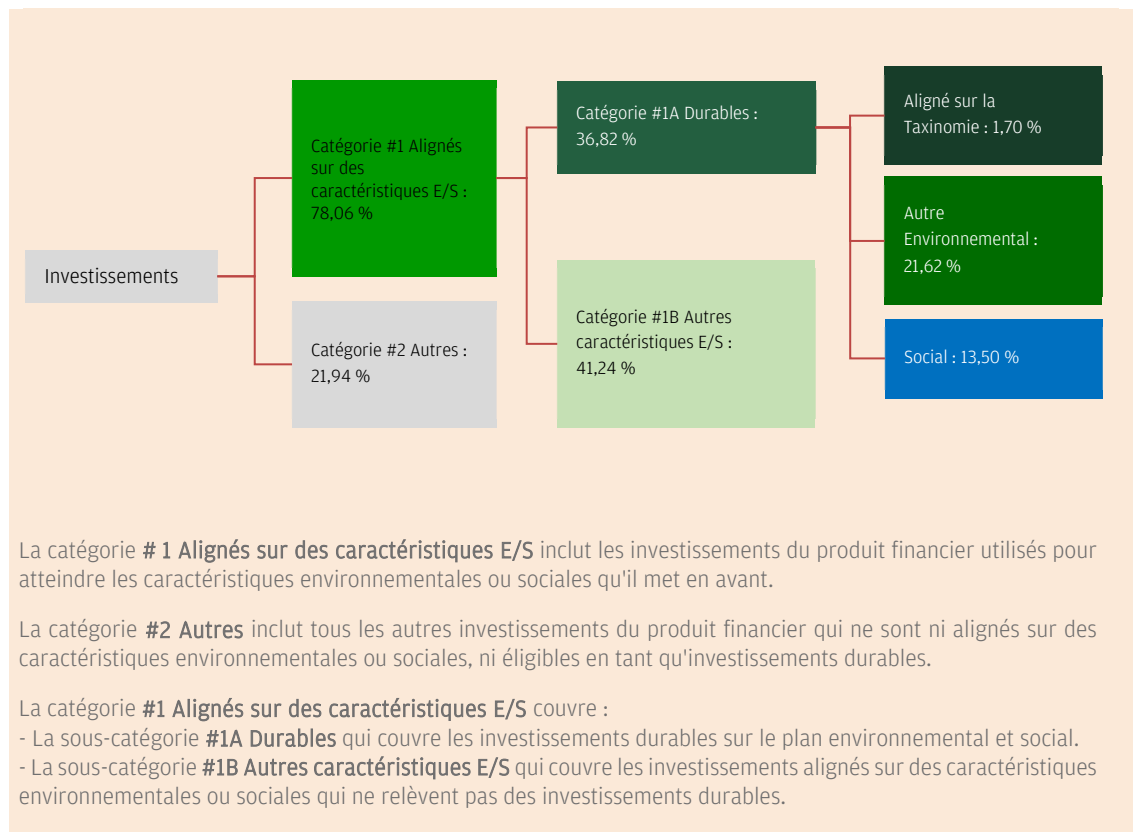 Investissements
Catégorie #1 Alignés
sur des
caractéristiques E/S :
78,06 %
Catégorie #2 Autres :
21,94 %
Catégorie #1A Durables :
36,82 %
Catégorie #1B Autres
caractéristiques E/S :
41,24 %
Aligné sur la
Taxinomie : 1,70 %
Autre
Environnemental :
21,62 %
Social : 13,50 %
La catégorie # 1 Alignés sur des caractéristiques E/S inclut les investissements du produit financier utilisés pour
atteindre les caractéristiques environnementales ou sociales qu'il met en avant.
La catégorie #2 Autres inclut tous les autres investissements du produit financier qui ne sont ni alignés sur des
caractéristiques environnementales ou sociales, ni éligibles en tant qu'investissements durables.
La catégorie #1 Alignés sur des caractéristiques E/S couvre :
- La sous-catégorie #1A Durables qui couvre les investissements durables sur le plan environnemental et social.
- La sous-catégorie #1B Autres caractéristiques E/S qui couvre les investissements alignés sur des caractéristiques
environnementales ou sociales qui ne relèvent pas des investissements durables.